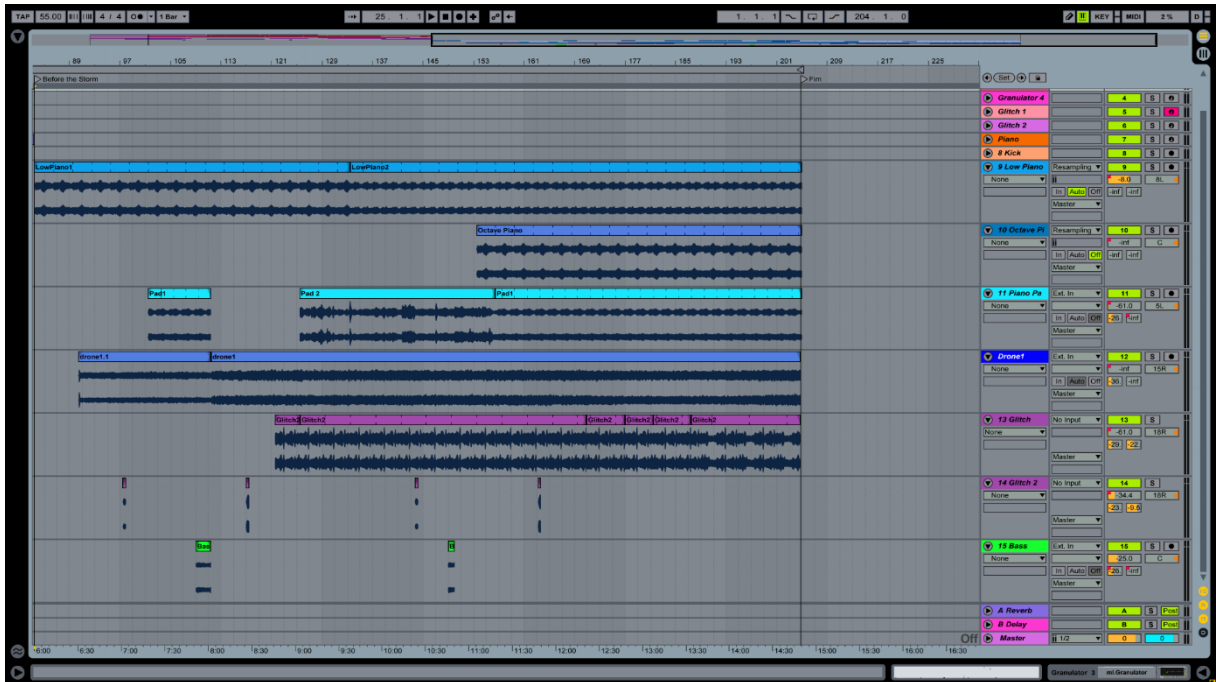 TAP 55.00 4 / 4 1 Bar 25. 1. 1 1. 1. 1 204. 1. 0 KEY MIDI 2 % D
89 97 105 113 121 129 137 145 153 161 169 177 185 193 201 209 217 225
Before the Storm Fim Set
Granulator 4 4 S
Glitch 1 5 S
Glitch 2 6 S
Piano 7 S
8 Kick 8 S
LowPiano1 LowPiano2 9 Low Piano Resampling 9 S
None -8.0 8L
In Auto Off -inf -inf
Master
Octave Piano 10 Octave Pi Resampling 10 S
None -inf C
In Auto Off -inf -inf
Master
Pad1 Pad 2 Pad1 11 Piano Pa Ext. In 11 S
None -61.0 5L
In Auto Off -26 -inf
Master
drone1.1 drone1 Drone1 Ext. In 12 S
None -inf 15R
In Auto Off -36 -inf
Master
Glitch2 Glitch2 Glitch2 Glitch2 Glitch2 Glitch2 13 Glitch No Input 13 S
None -61.0 18R
-29 -22
Master
14 Glitch 2 No Input 14 S
None -34.4 18R
-23 -9.8
Master
Bas B 15 Bass Ext. In 15 S
None -25.0 C
In Auto Off -26 -inf
Master
A Reverb A S Post
B Delay B S Post
Off Master 1/2 0 0
6:00 6:30 7:00 7:30 8:00 8:30 9:00 9:30 10:00 10:30 11:00 11:30 12:00 12:30 13:00 13:30 14:00 14:30 15:00 15:30 16:00 16:30
Granulator 3 ml.Granulator